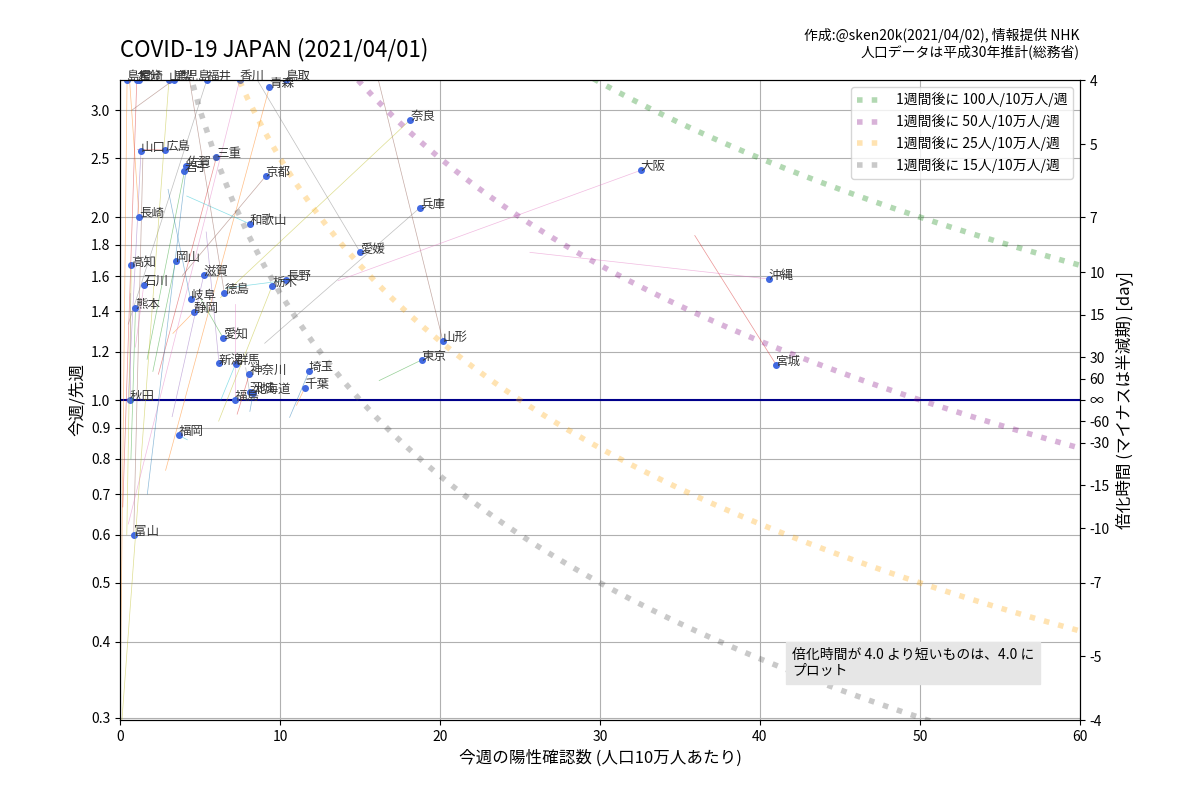 COVID-19 JAPAN (2021/04/01)
作成:@sken20k(2021/04/02), 情報提供 NHK
人口データは平成30年推計(総務省)
1週間後に 100人/10万人/週
1週間後に 50人/10万人/週
1週間後に 25人/10万人/週
1週間後に 15人/10万人/週
福井
香川
鳥取
青森
奈良
山口
広島
三重
佐賀
京都
大阪
長崎
兵庫
和歌山
愛媛
高知
岡山
滋賀
石川
徳島
栃木
長野
沖縄
熊本
岐阜
静岡
愛知
山形
新潟
群馬
神奈川
埼玉
東京
宮城
千葉
北海道
秋田
福島
福岡
富山
倍化時間が 4.0 より短いものは、4.0 に
プロット
今週/先週
3.0
2.5
2.0
1.8
1.6
1.4
1.2
1.0
0.9
0.8
0.7
0.6
0.5
0.4
0.3
4
5
7
10
15
30
60
∞
-60
-30
-15
-10
-7
-5
-4
倍化時間 (マイナスは半減期) [day]
0
10
20
30
40
50
60
今週の陽性確認数 (人口10万人あたり)